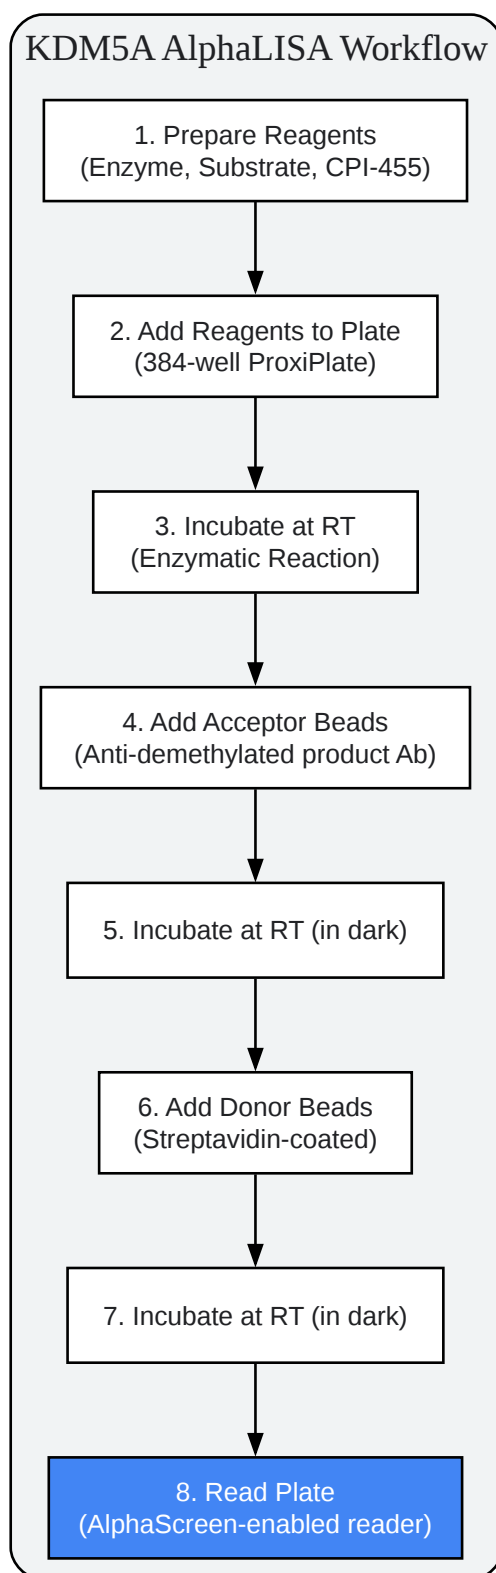 KDM5A AlphaLISA Workflow
1. Prepare Reagents
(Enzyme, Substrate, CPI-455)
2. Add Reagents to Plate
(384-well ProxiPlate)
3. Incubate at RT
(Enzymatic Reaction)
4. Add Acceptor Beads
(Anti-demethylated product Ab)
5. Incubate at RT (in dark)
6. Add Donor Beads
(Streptavidin-coated)
7. Incubate at RT (in dark)
8. Read Plate
(AlphaScreen-enabled reader)